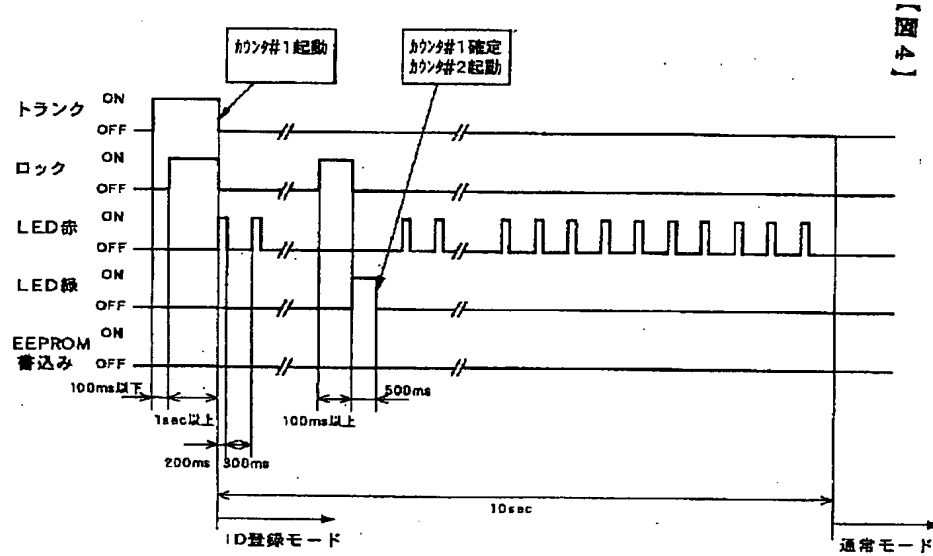 【図4】
カウンタ#1起動
カウンタ#1確定
カウンタ#2起動
トランク
ON
OFF
ロック
ON
OFF
LED赤
ON
OFF
LED緑
ON
OFF
EEPROM
書込み
ON
OFF
100ms以下
1sec以上
200ms
300ms
100ms以上
500ms
10sec
ID登録モード
通常モード